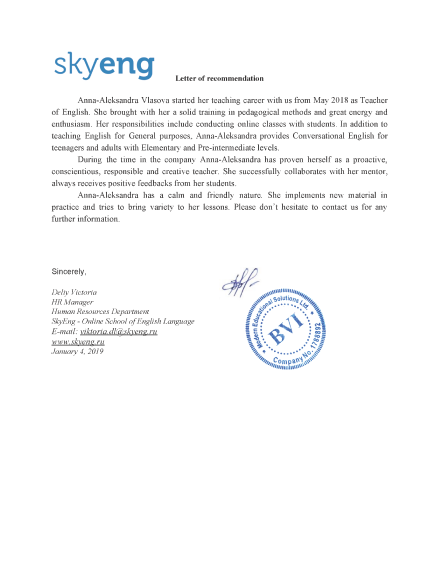 skyeng
Letter of recommendation
Anna-Aleksandra Vlasova started her teaching career with us from May 2018 as Teacher
of English. She brought with her a solid training in pedagogical methods and great energy and
enthusiasm. Her responsibilities include conducting online classes with students. In addition to
teaching English for General purposes, Anna-Aleksandra provides Conversational English for
teenagers and adults with Elementary and Pre-intermediate levels.
During the time in the company Anna-Aleksandra has proven herself as a proactive,
conscientious, responsible and creative teacher. She successfully collaborates with her mentor,
always receives positive feedbacks from her students.
Anna-Aleksandra has a calm and friendly nature. She implements new material in
practice and tries to bring variety to her lessons. Please don`t hesitate to contact us for any
further information.
Sincerely,
Delty Victoria
HR Manager
Human Resources Department
SkyEng - Online School of English Language
E-mail: viktoria.dl@skyeng.ru
www.skyeng.ru
January 4, 2019
Modern Educational Solutions Ltd
BVI
Company No. 1789892